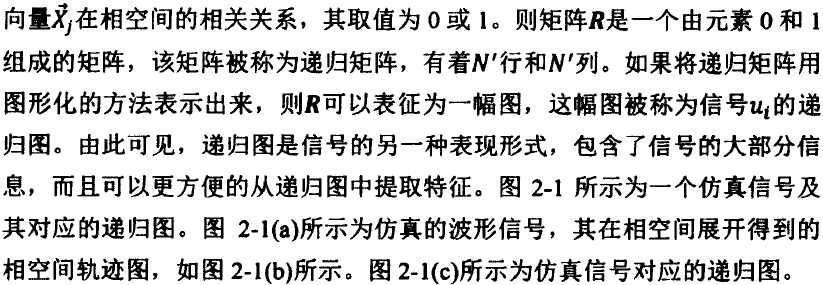 向量X⃗ⱼ在相空间的相关关系，其取值为 0 或 1。则矩阵R是一个由元素 0 和 1
组成的矩阵，该矩阵被称为递归矩阵，有着N′行和N′列。如果将递归矩阵用
图形化的方法表示出来，则R可以表征为一幅图，这幅图被称为信号uᵢ的递
归图。由此可见，递归图是信号的另一种表现形式，包含了信号的大部分信
息，而且可以更方便的从递归图中提取特征。图 2-1 所示为一个仿真信号及
其对应的递归图。图 2-1(a)所示为仿真的波形信号，其在相空间展开得到的
相空间轨迹图，如图 2-1(b)所示。图 2-1(c)所示为仿真信号对应的递归图。